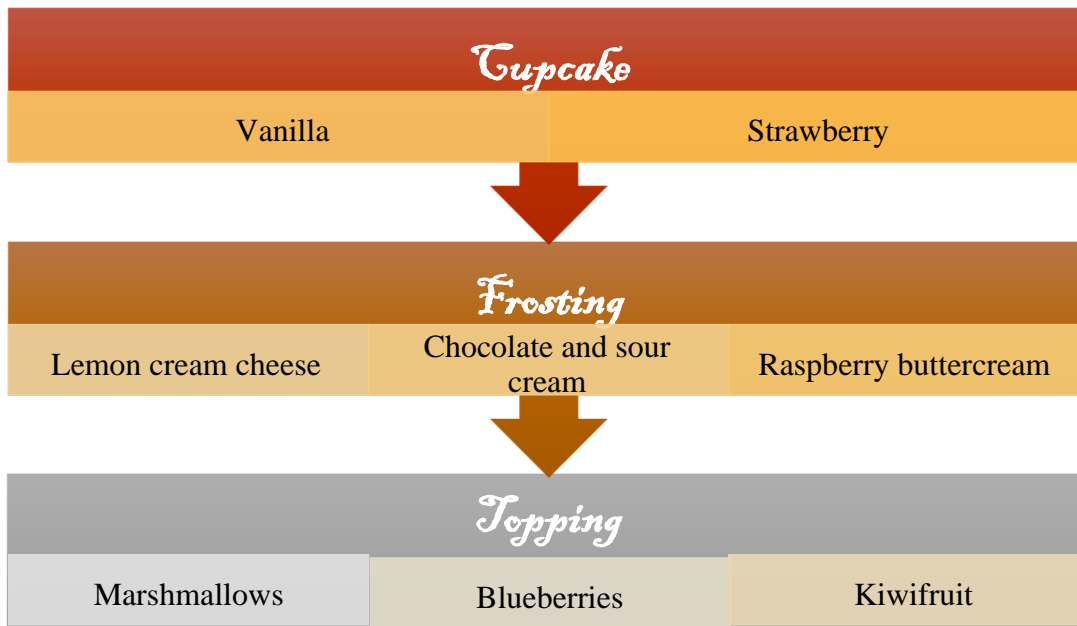 Cupcake
Vanilla
Strawberry
Frosting
Lemon cream cheese
Chocolate and sour
cream
Raspberry buttercream
Topping
Marshmallows
Blueberries
Kiwifruit